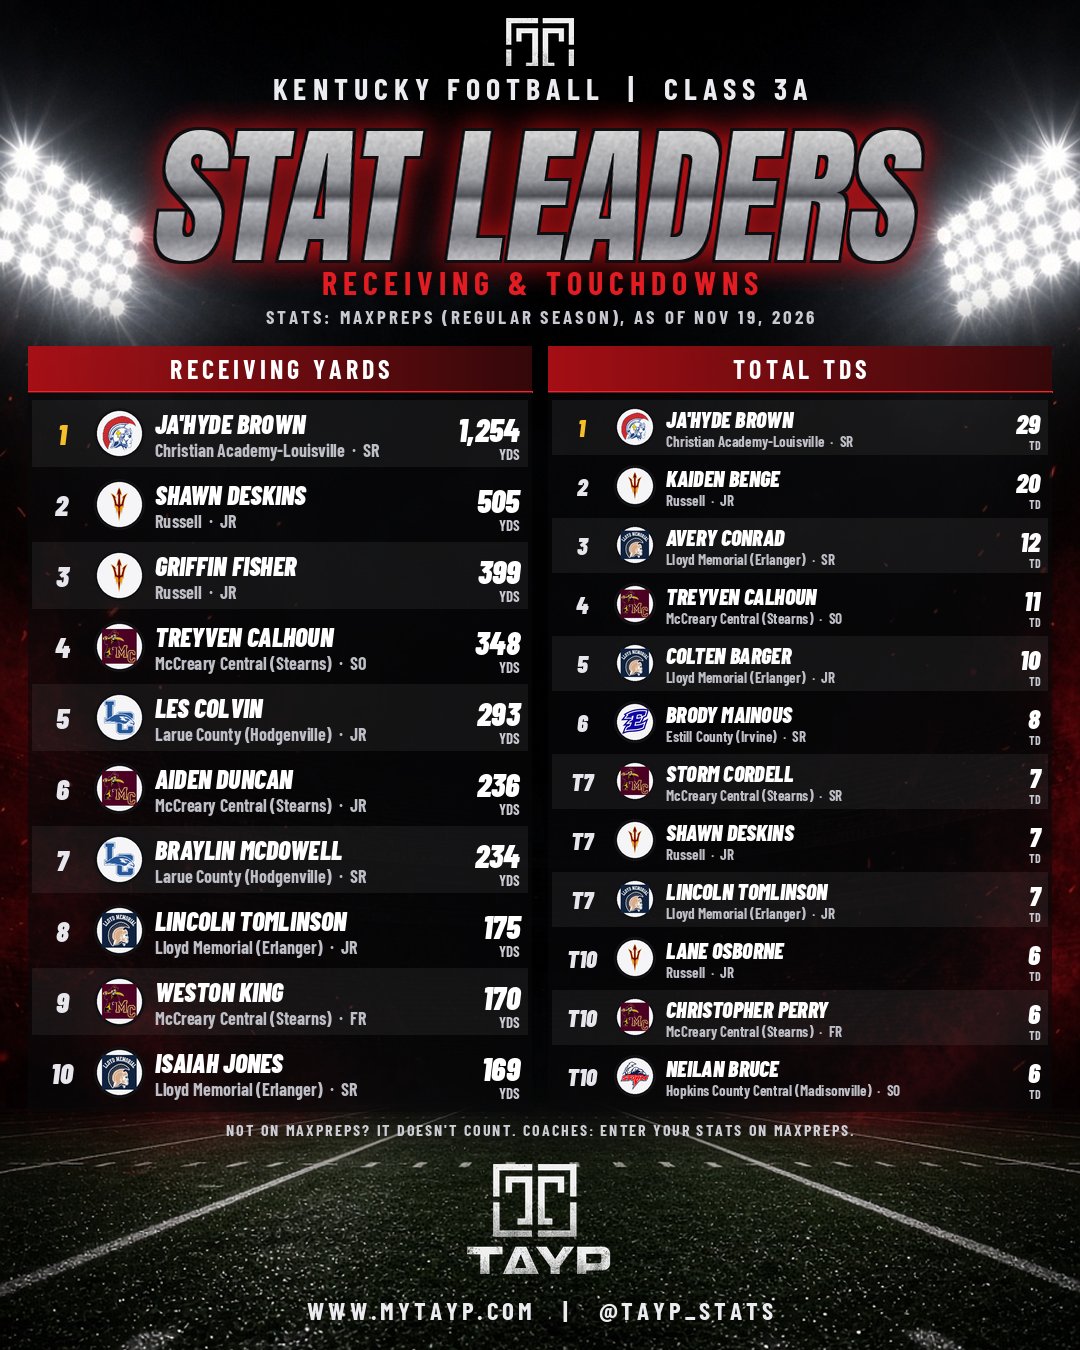 KENTUCKY FOOTBALL | CLASS 3A
STAT LEADERS
RECEIVING & TOUCHDOWNS
STATS: MAXPREPS (REGULAR SEASON), AS OF NOV 19, 2026
RECEIVING YARDS
1 JA'HYDE BROWN 1,254
Christian Academy-Louisville · SR YDS
2 SHAWN DESKINS 505
Russell · JR YDS
3 GRIFFIN FISHER 399
Russell · JR YDS
4 TREYVEN CALHOUN 348
McCreary Central (Stearns) · SO YDS
5 LES COLVIN 293
Larue County (Hodgenville) · JR YDS
6 AIDEN DUNCAN 236
McCreary Central (Stearns) · JR YDS
7 BRAYLIN MCDOWELL 234
Larue County (Hodgenville) · SR YDS
8 LINCOLN TOMLINSON 175
Lloyd Memorial (Erlanger) · JR YDS
9 WESTON KING 170
McCreary Central (Stearns) · FR YDS
10 ISAIAH JONES 169
Lloyd Memorial (Erlanger) · SR YDS
TOTAL TDS
1 JA'HYDE BROWN 29
Christian Academy-Louisville · SR TD
2 KAIDEN BENGE 20
Russell · JR TD
3 AVERY CONRAD 12
Lloyd Memorial (Erlanger) · SR TD
4 TREYVEN CALHOUN 11
McCreary Central (Stearns) · SO TD
5 COLTEN BARGER 10
Lloyd Memorial (Erlanger) · JR TD
6 BRODY MAINOUS 8
Estill County (Irvine) · SR TD
T7 STORM CORDELL 7
McCreary Central (Stearns) · SR TD
T7 SHAWN DESKINS 7
Russell · JR TD
T7 LINCOLN TOMLINSON 7
Lloyd Memorial (Erlanger) · JR TD
T10 LANE OSBORNE 6
Russell · JR TD
T10 CHRISTOPHER PERRY 6
McCreary Central (Stearns) · FR TD
T10 NEILAN BRUCE 6
Hopkins County Central (Madisonville) · SO TD
NOT ON MAXPREPS? IT DOESN'T COUNT. COACHES: ENTER YOUR STATS ON MAXPREPS.
TAYP
WWW.MYTAYP.COM | @TAYP_STATS